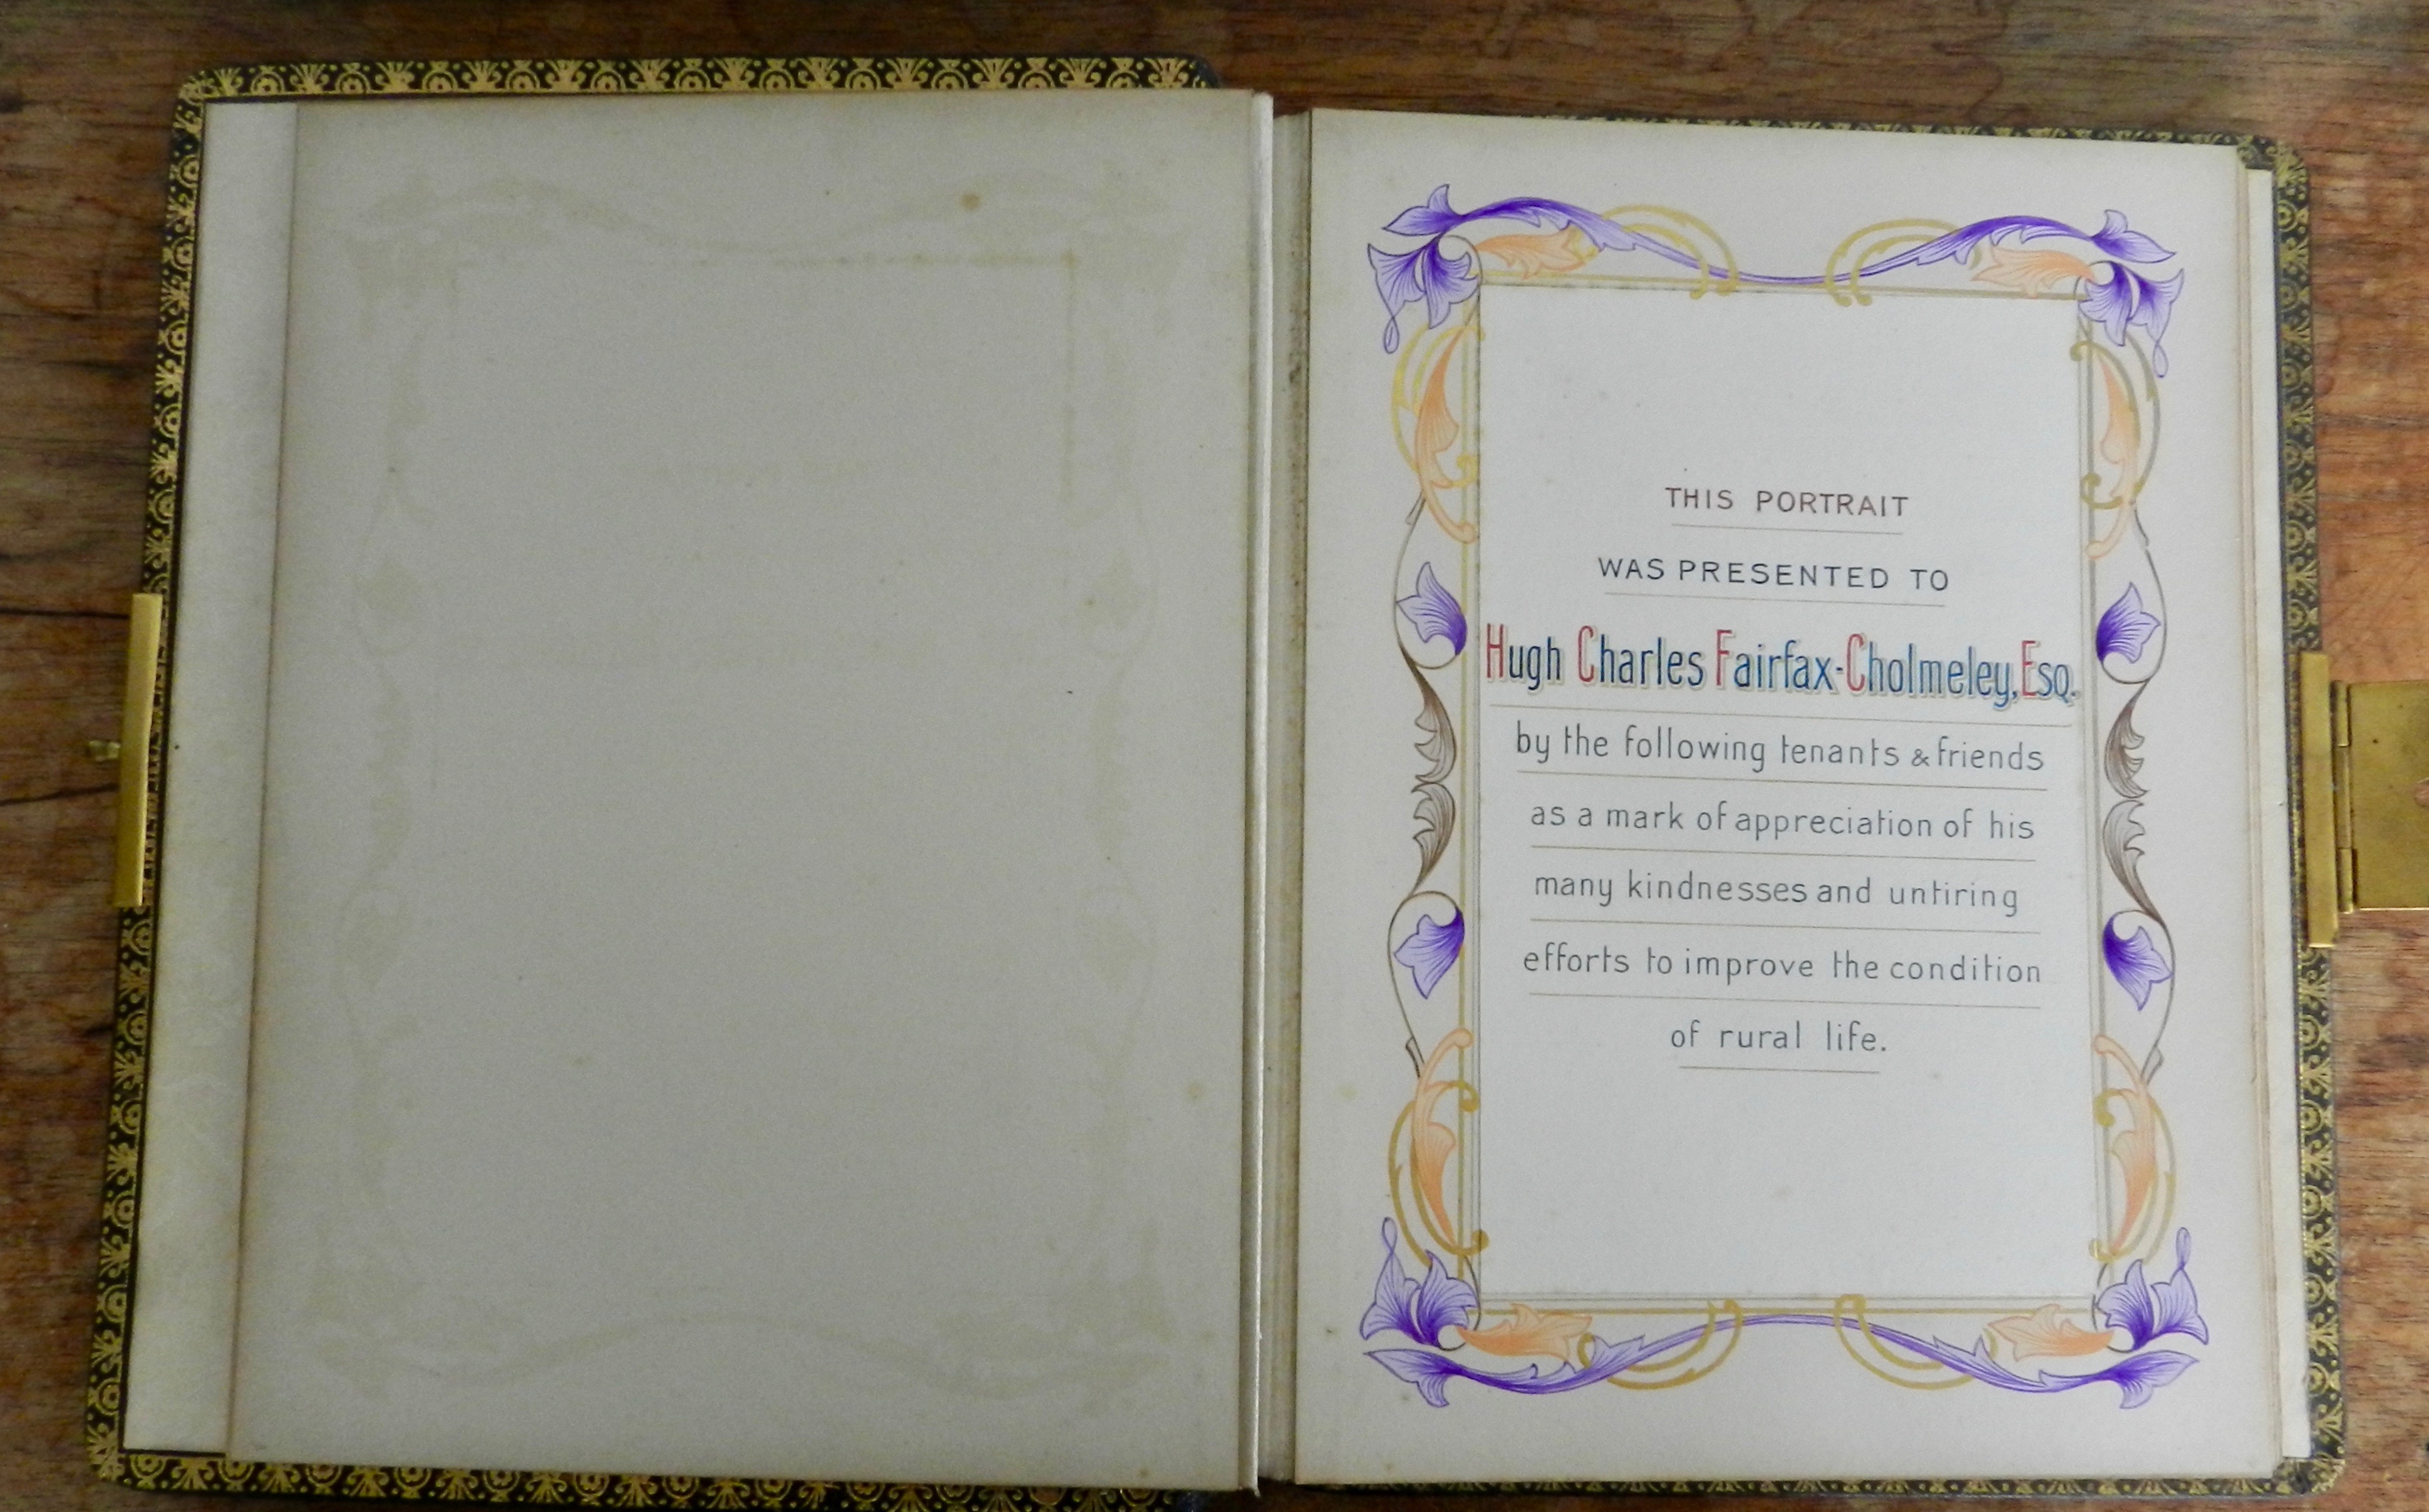 THIS PORTRAIT
WAS PRESENTED TO
Hugh Charles Fairfax-Cholmeley, Esq.
by the following tenants & friends
as a mark of appreciation of his
many kindnesses and untiring
efforts to improve the condition
of rural life.